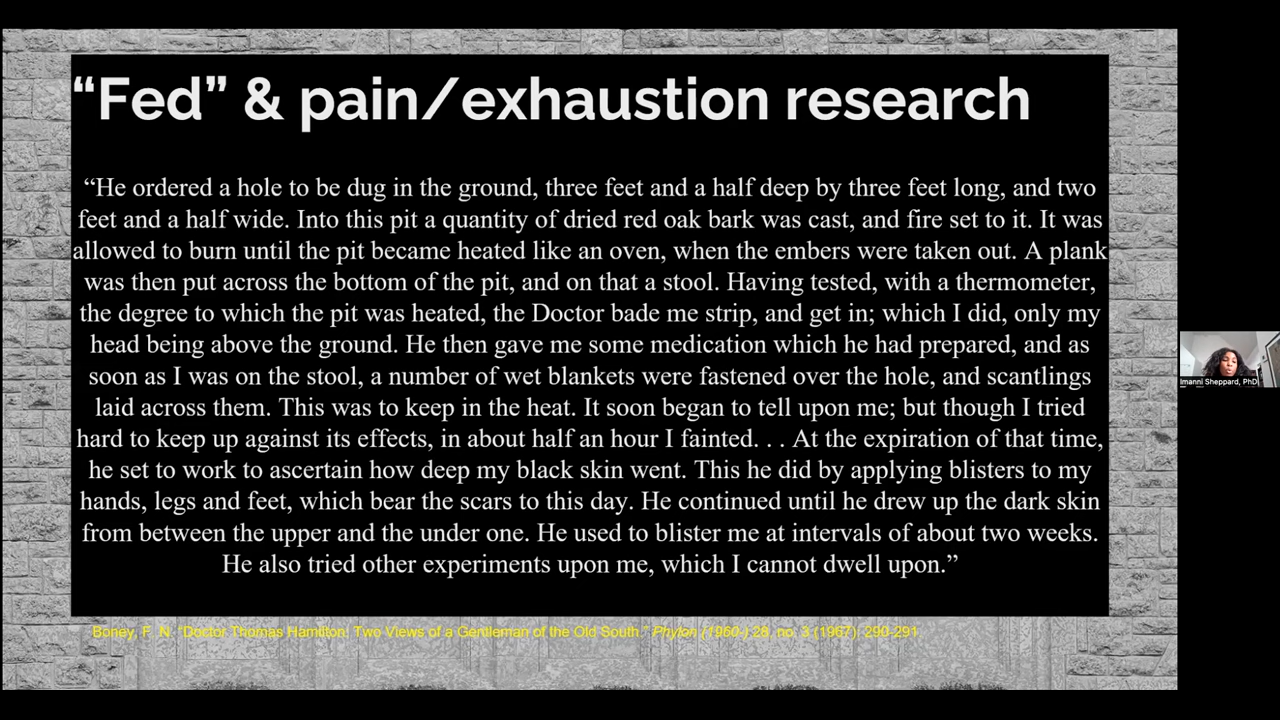 “Fed” & pain/exhaustion research
“He ordered a hole to be dug in the ground, three feet and a half deep by three feet long, and two
feet and a half wide. Into this pit a quantity of dried red oak bark was cast, and fire set to it. It was
allowed to burn until the pit became heated like an oven, when the embers were taken out. A plank
was then put across the bottom of the pit, and on that a stool. Having tested, with a thermometer,
the degree to which the pit was heated, the Doctor bade me strip, and get in; which I did, only my
head being above the ground. He then gave me some medication which he had prepared, and as
soon as I was on the stool, a number of wet blankets were fastened over the hole, and scantlings
laid across them. This was to keep in the heat. It soon began to tell upon me; but though I tried
hard to keep up against its effects, in about half an hour I fainted. . . At the expiration of that time,
he set to work to ascertain how deep my black skin went. This he did by applying blisters to my
hands, legs and feet, which bear the scars to this day. He continued until he drew up the dark skin
from between the upper and the under one. He used to blister me at intervals of about two weeks.
He also tried other experiments upon me, which I cannot dwell upon.”
Boney, F. N. “Doctor Thomas Hamilton: Two Views of a Gentleman of the Old South.” Phylon (1960-) 28, no. 3 (1967): 290-291
Imanni Sheppard, PhD